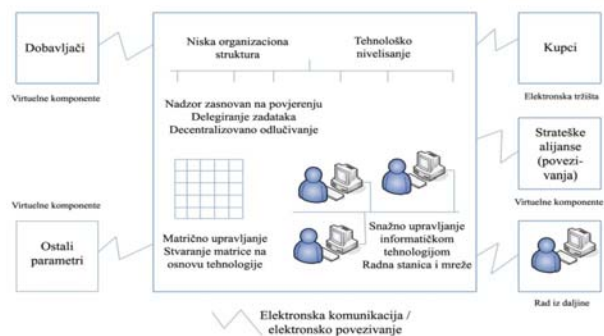 Dobavljači
Virtuelne komponente
Virtuelne komponente
Ostali
parametri
Niska organizaciona
struktura
Tehnološko
nivelisanje
Nadzor zasnovan na povjerenju
Delegiranje zadataka
Decentralizovano odlučivanje
Matrično upravljanje
Stvaranje matrice na
osnovu tehnologije
Snažno upravljanje
informatičkom
tehnologijom
Radna stanica i mreže
Kupci
Elektronska tržišta
Strateške
alijanse
(povezi-
vanja)
Virtuelne komponente
Rad iz daljine
Elektronska komunikacija /
elektronsko povezivanje